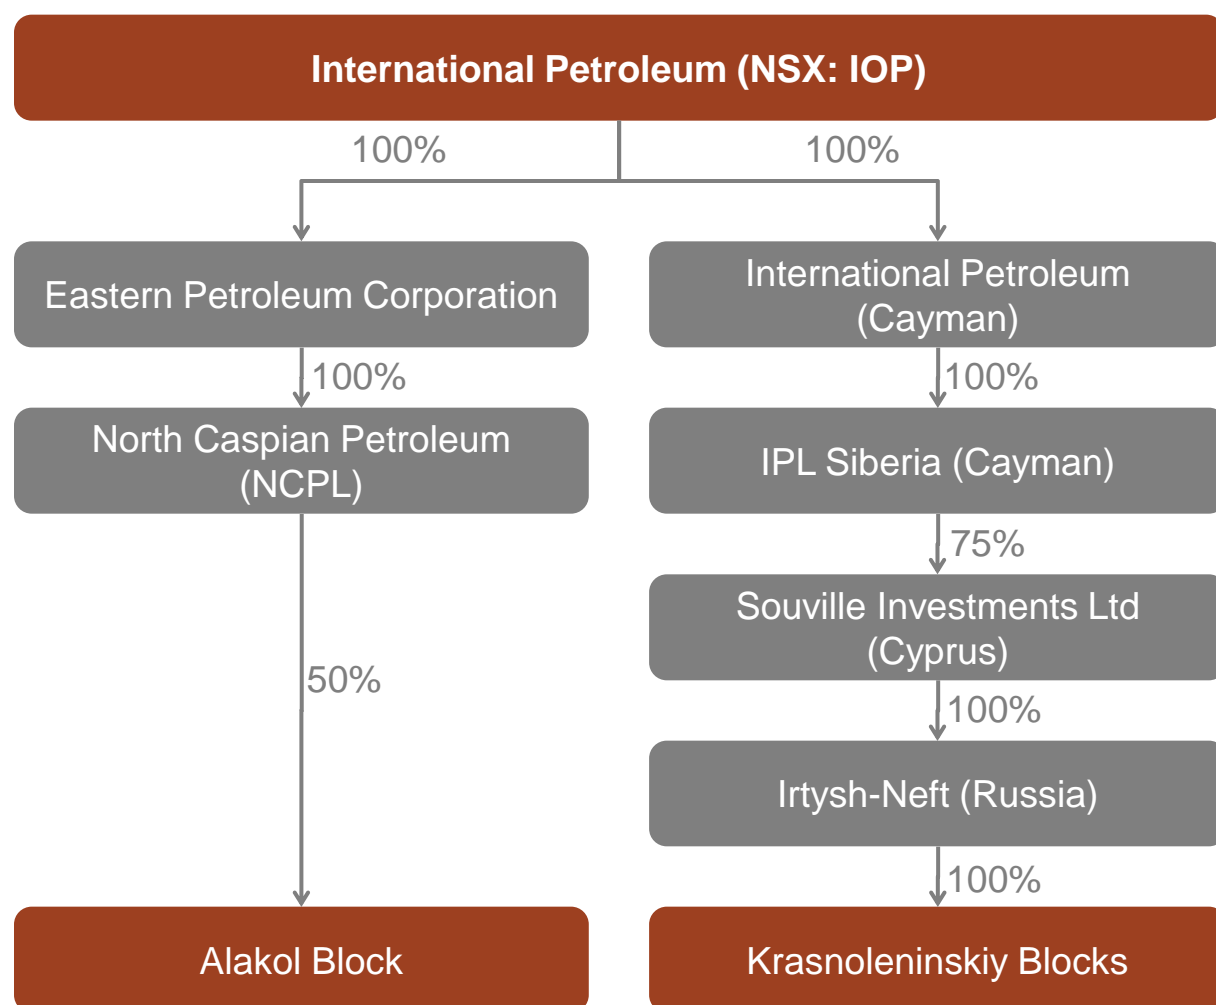 International Petroleum (NSX: IOP)
100%
100%
Eastern Petroleum Corporation
International Petroleum
(Cayman)
100%
100%
North Caspian Petroleum
(NCPL)
IPL Siberia (Cayman)
75%
Souville Investments Ltd
(Cyprus)
50%
100%
Irtysh-Neft (Russia)
100%
Alakol Block
Krasnoleninskiy Blocks